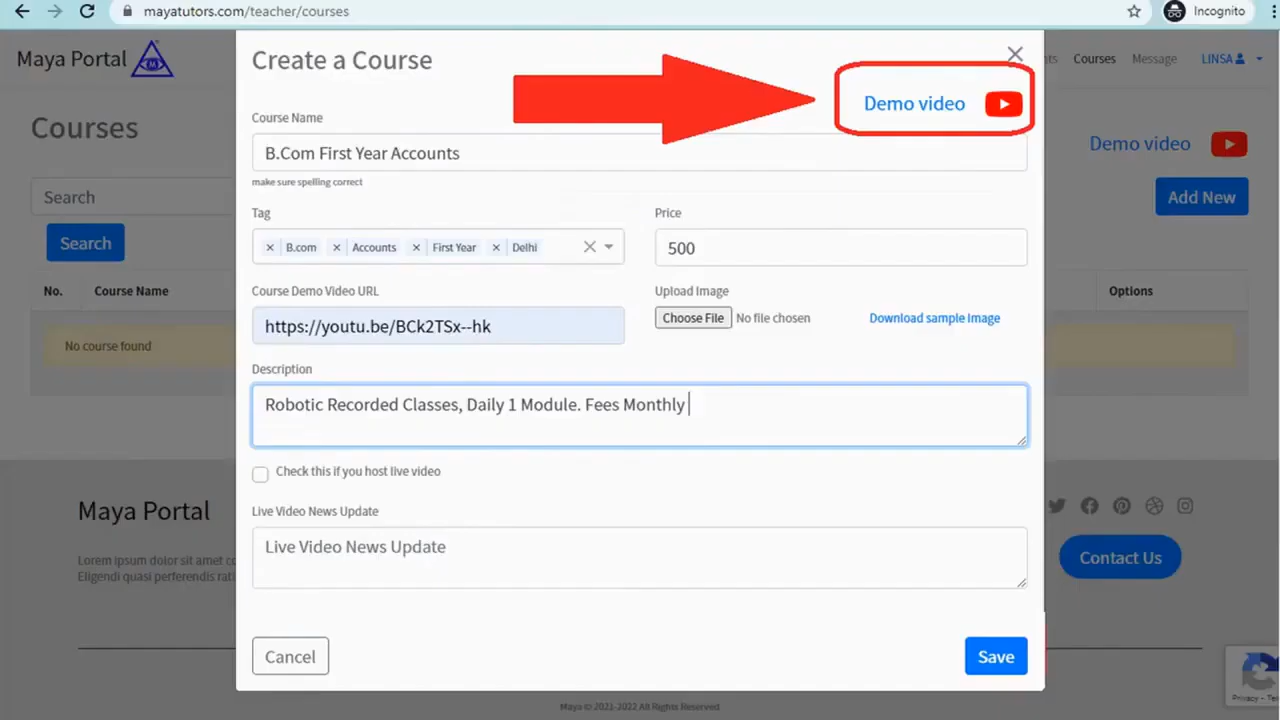 mayatutors.com/teacher/courses
Incognito
Maya Portal
Courses
Message
LINSA
Create a Course
Demo video
Courses
Demo video
Course Name
B.Com First Year Accounts
make sure spelling correct
Search
Add New
Tag
Price
B.com
Accounts
First Year
Delhi
500
Search
No.
Course Name
Options
Course Demo Video URL
Upload Image
https://youtu.be/BCk2TSx--hk
Choose File
No file chosen
Download sample Image
No course found
Description
Robotic Recorded Classes, Daily 1 Module. Fees Monthly
Check this if you host live video
Maya Portal
Live Video News Update
Live Video News Update
Lorem ipsum dolor sit amet
Eligendi quasi perferendis
Contact Us
Cancel
Save
Privacy
Maya © 2021-2022 All Rights Reserved